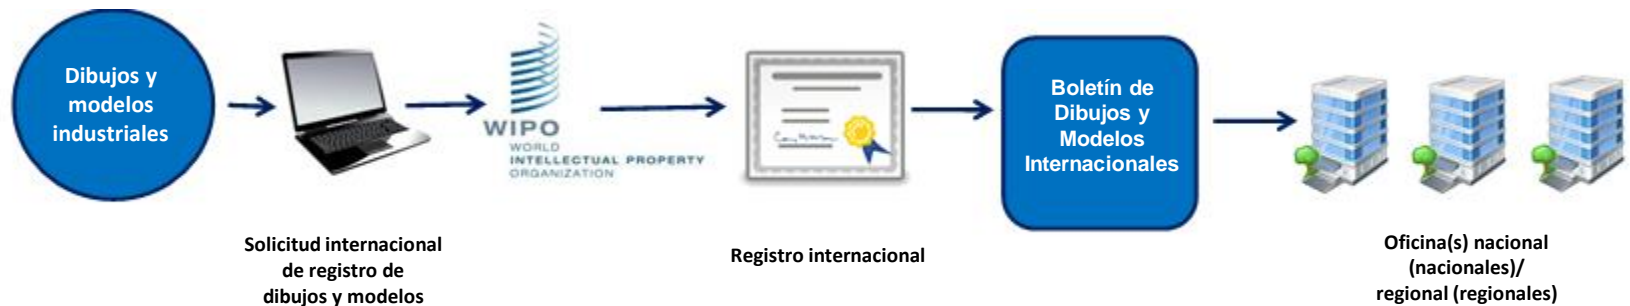 Dibujos y
modelos
industriales
WIPO
WORLD
INTELLECTUAL PROPERTY
ORGANIZATION
Boletín de
Dibujos y
Modelos
Internacionales
Solicitud internacional
de registro de
dibujos y modelos
Registro internacional
Oficina(s) nacional
(nacionales)/
regional (regionales)